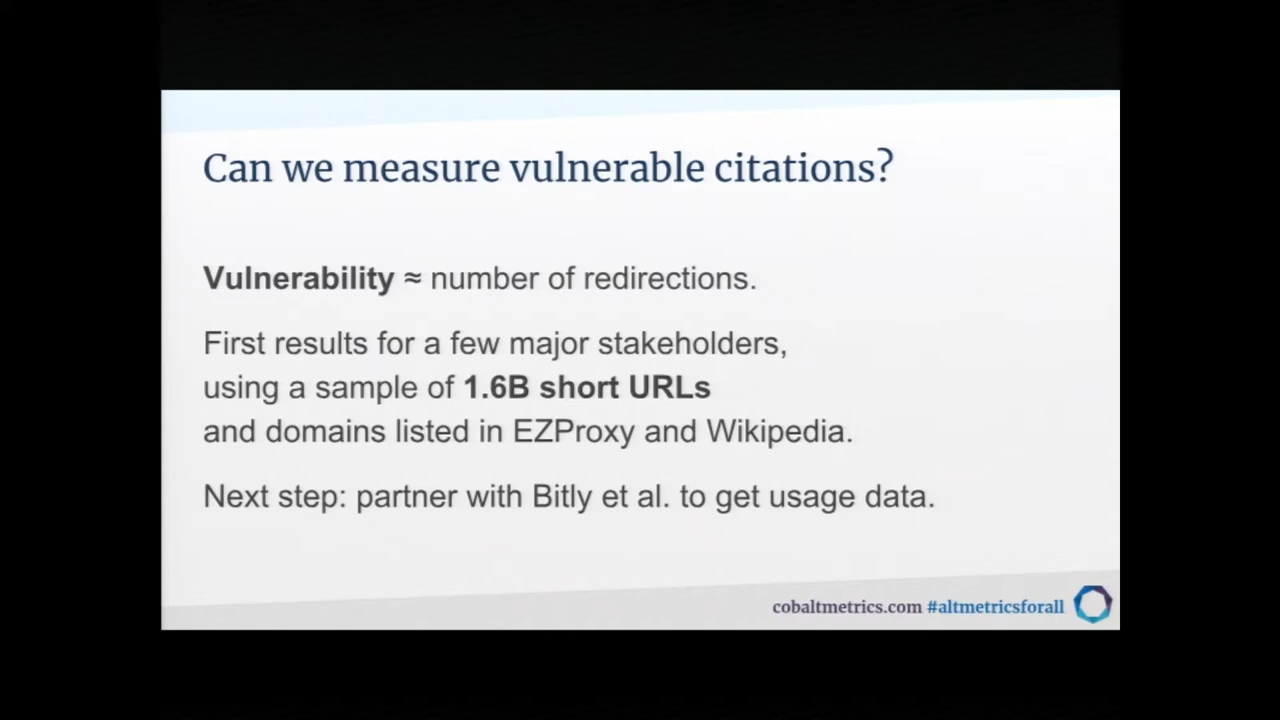 Can we measure vulnerable citations?
Vulnerability ≈ number of redirections.
First results for a few major stakeholders,
using a sample of 1.6B short URLs
and domains listed in EZProxy and Wikipedia.
Next step: partner with Bitly et al. to get usage data.
cobaltmetrics.com #altmetricsforall